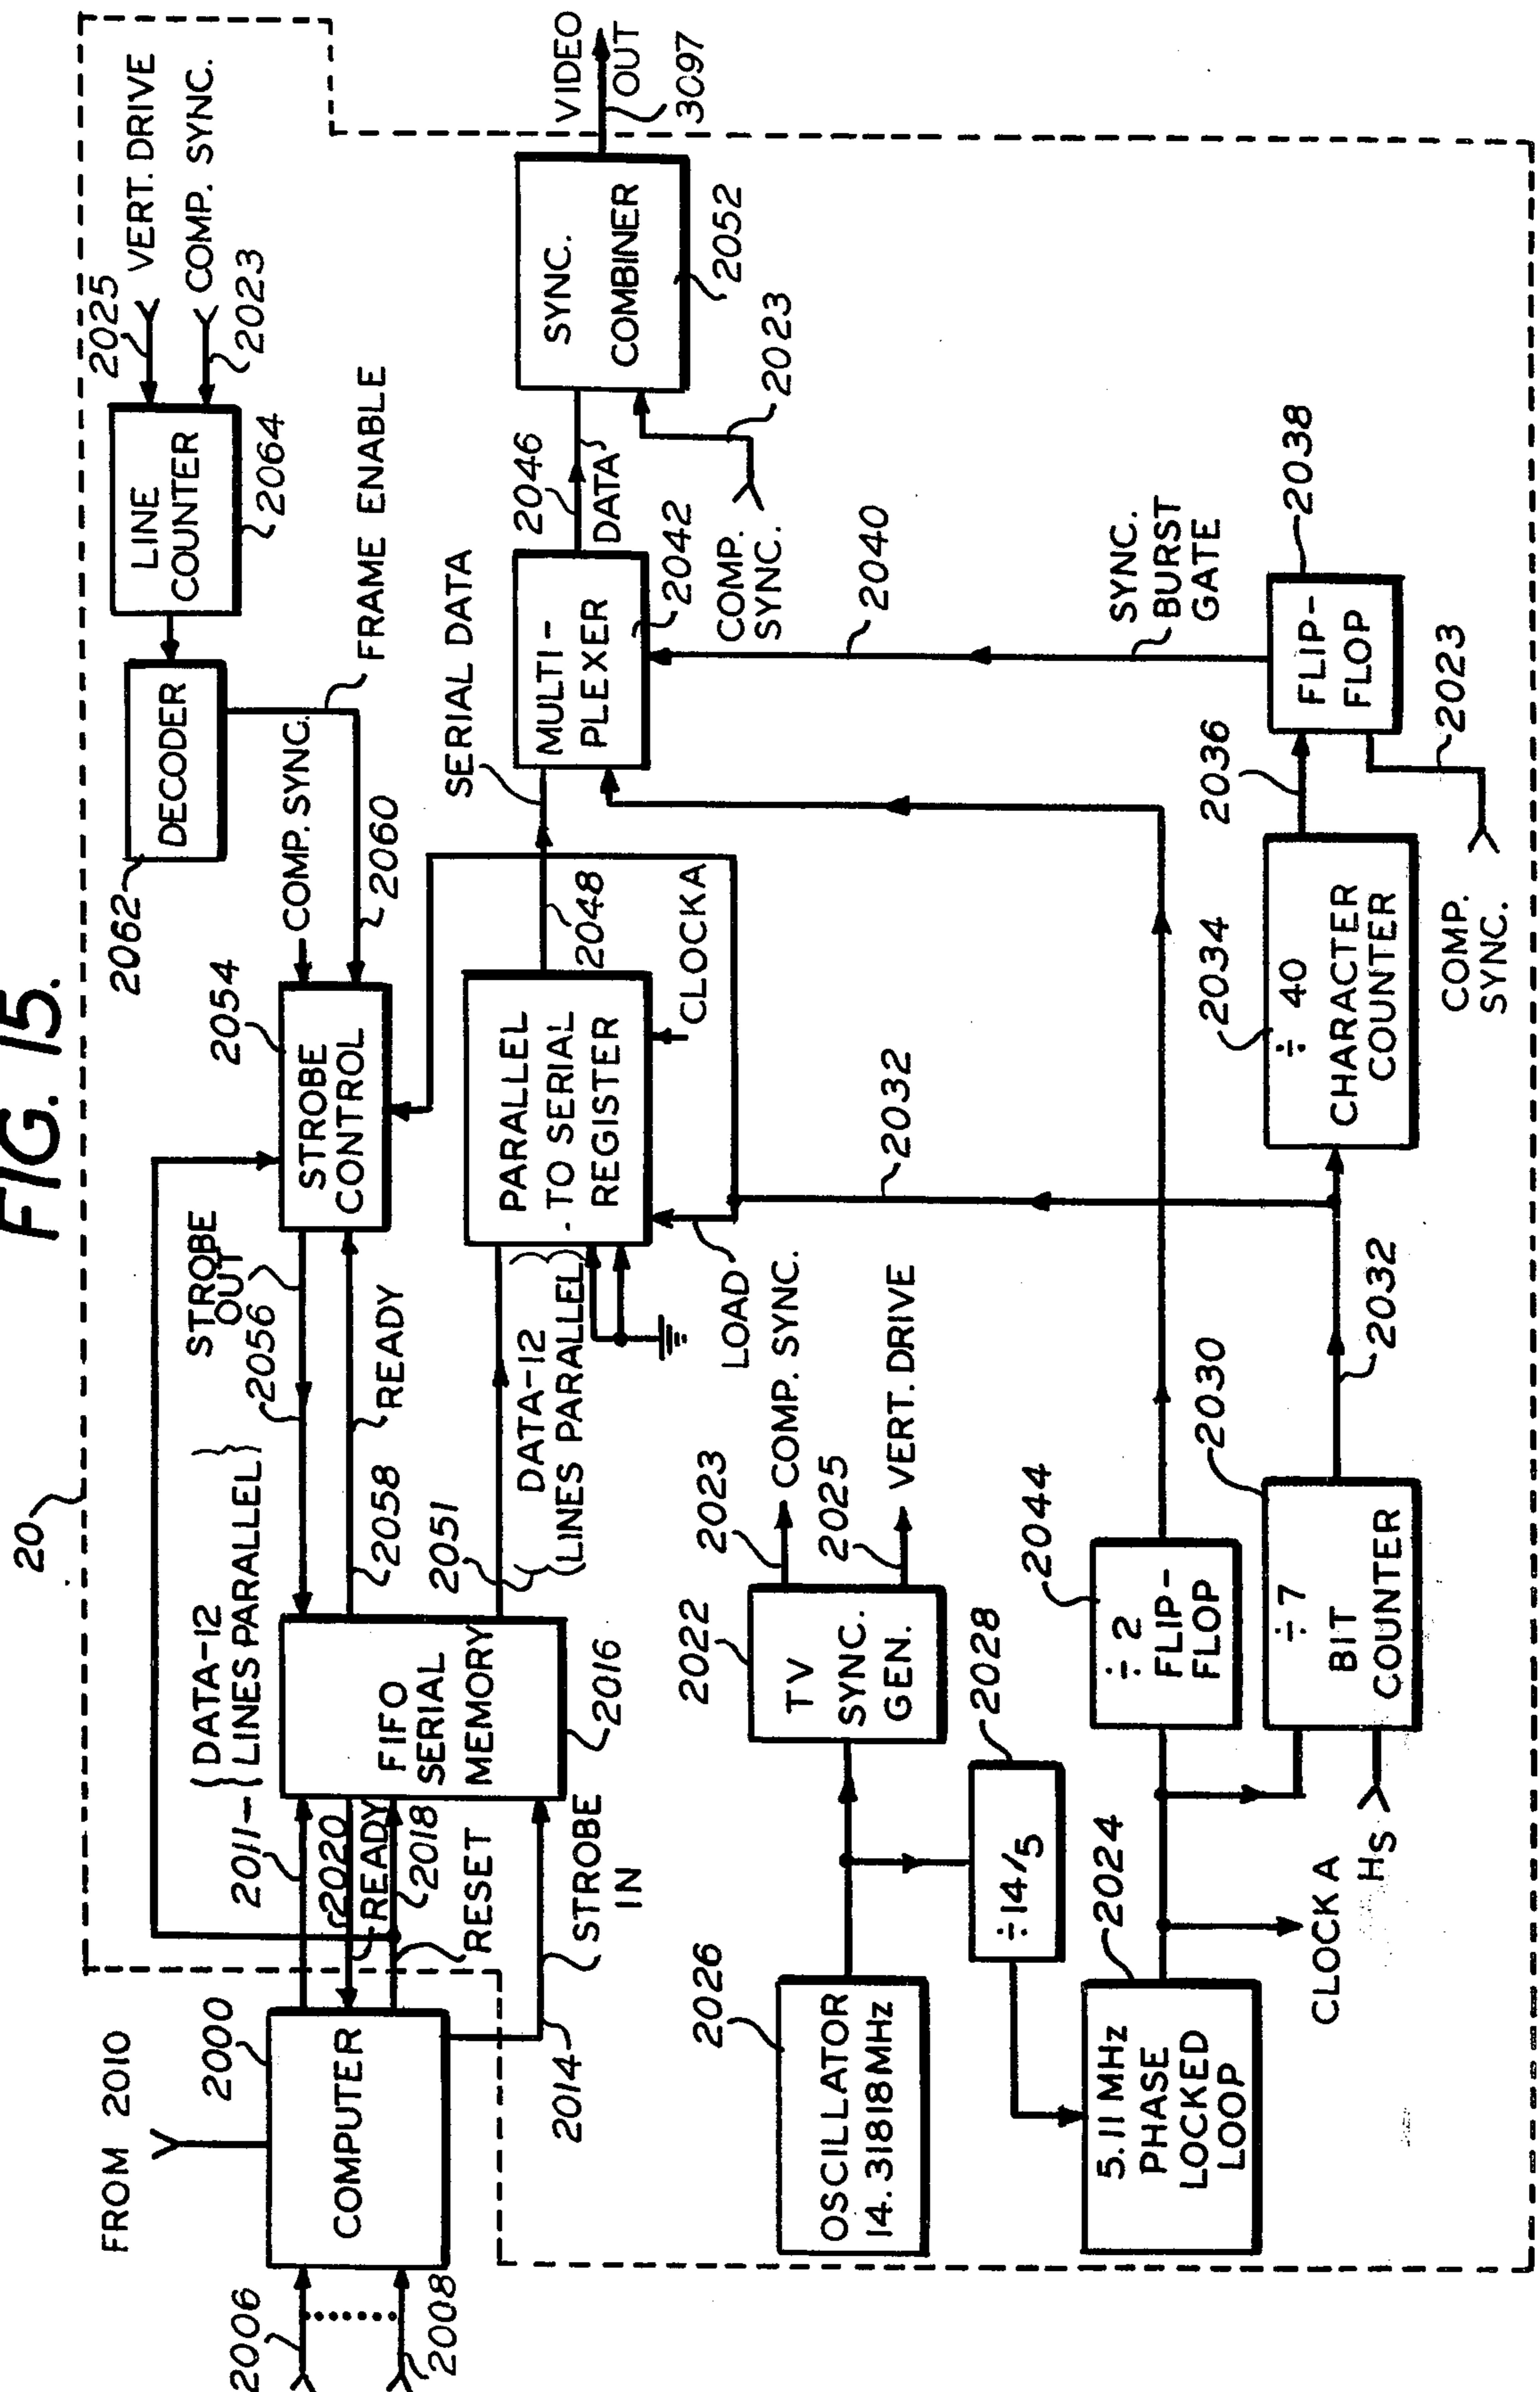 FIG. 15.
20
FROM 2010
2000
COMPUTER
2006
2008
2011
{DATA-12}
{LINES PARALLEL}
2020
READY
2018
RESET
STROBE
IN
2014
FIFO
SERIAL
MEMORY
2016
STROBE
OUT
2056
READY
2058
2051
DATA-12
(LINES PARALLEL)
2054
STROBE
CONTROL
COMP. SYNC.
2060
FRAME ENABLE
2062
DECODER
LINE
COUNTER
2064
2025
VERT. DRIVE
COMP. SYNC.
2023
PARALLEL
TO SERIAL
REGISTER
LOAD
CLOCKA
2048
SERIAL DATA
MULTI-
PLEXER
2042
2046
DATA
SYNC.
COMBINER
2052
COMP.
SYNC.
2023
VIDEO
OUT
3097
2026
OSCILLATOR
14.31818MHz
2022
TV
SYNC.
GEN.
2023
COMP. SYNC.
2025
VERT. DRIVE
2028
÷14/5
2024
5.11 MHz
PHASE
LOCKED
LOOP
CLOCK A
HS
2044
÷2
FLIP-
FLOP
2030
÷7
BIT
COUNTER
2032
2032
2034
÷ 40
CHARACTER
COUNTER
2036
FLIP-
FLOP
2038
COMP.
SYNC.
2023
SYNC.
BURST
GATE
2040